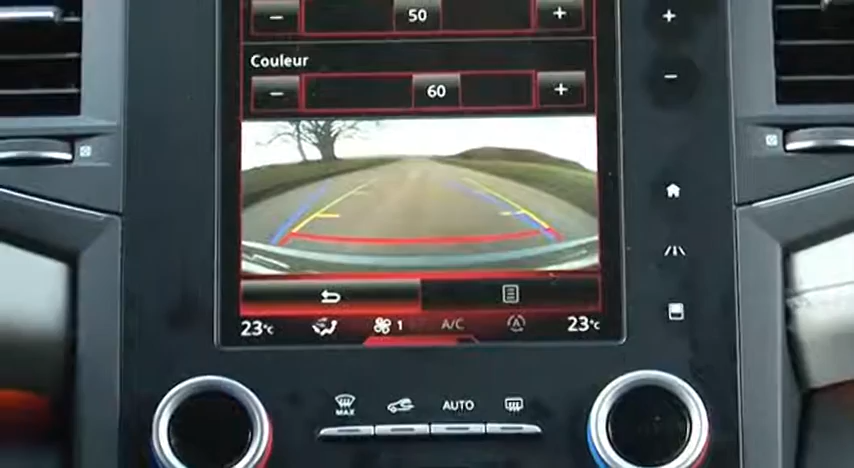 − 50 +
Couleur
− 60 +
23°C 1 A/C A 23°C
MAX AUTO